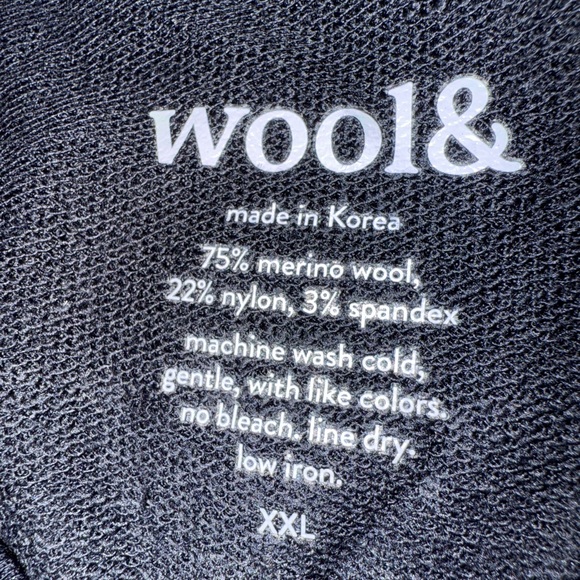 wool&
made in Korea
75% merino wool,
22% nylon, 3% spandex
machine wash cold,
gentle, with like colors.
no bleach. line dry.
low iron.
XXL